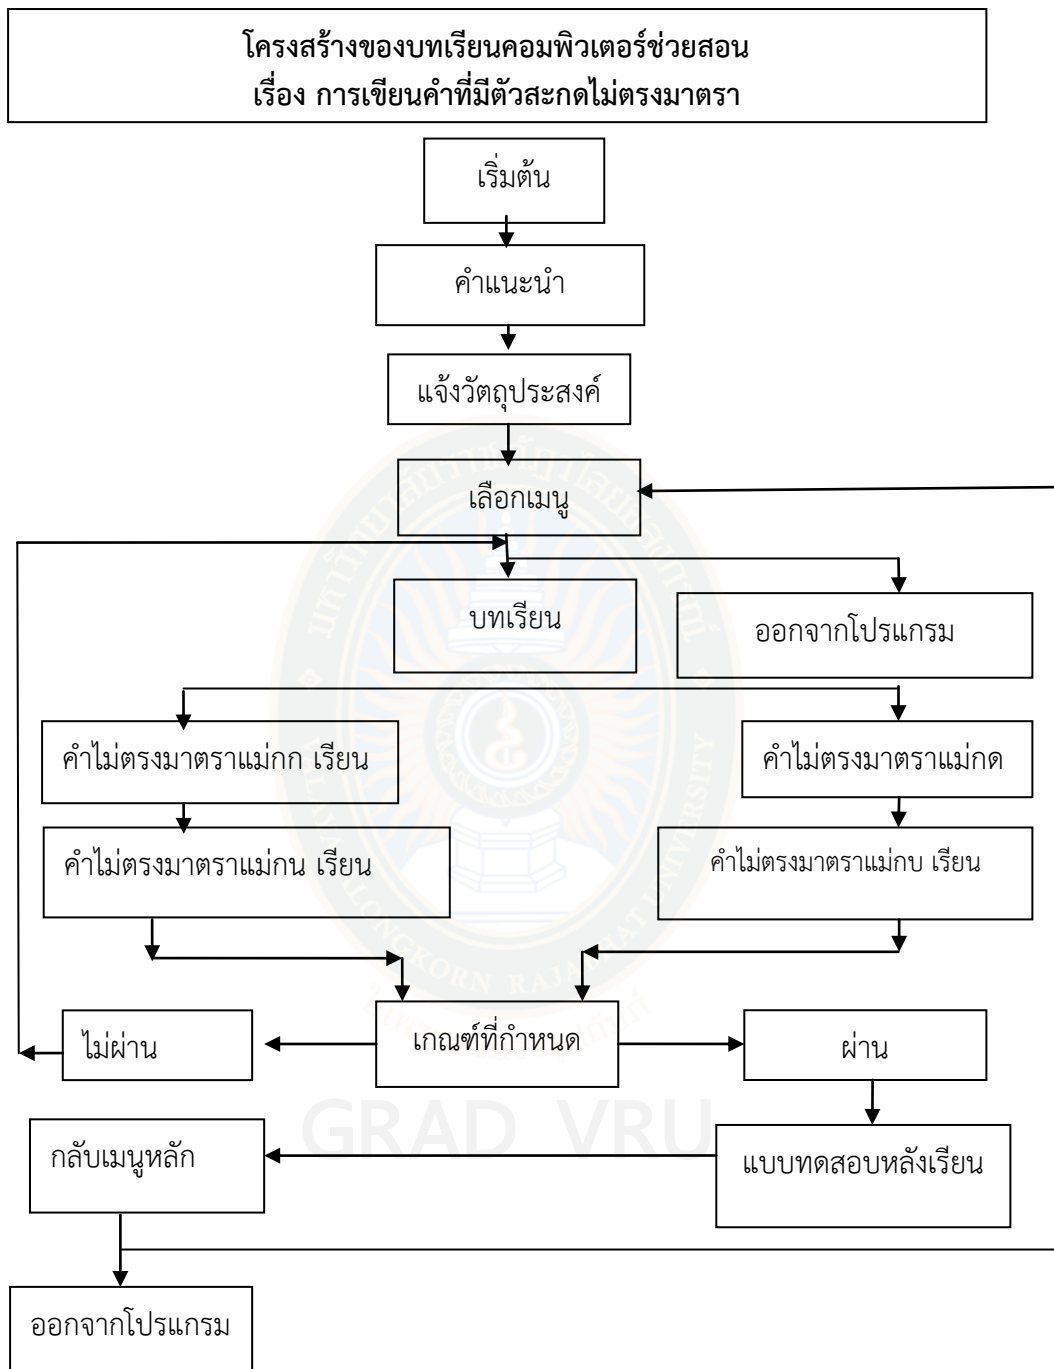 โครงสร้างของบทเรียนคอมพิวเตอร์ช่วยสอน
เรื่อง การเขียนคำที่มีตัวสะกดไม่ตรงมาตรา
เริ่มต้น
คำแนะนำ
แจ้งวัตถุประสงค์
เลือกเมนู
บทเรียน
ออกจากโปรแกรม
คำไม่ตรงมาตราแม่กก เรียน
คำไม่ตรงมาตราแม่กด
คำไม่ตรงมาตราแม่กน เรียน
คำไม่ตรงมาตราแม่กบ เรียน
ไม่ผ่าน
เกณฑ์ที่กำหนด
ผ่าน
GRAD VRU
กลับเมนูหลัก
แบบทดสอบหลังเรียน
ออกจากโปรแกรม